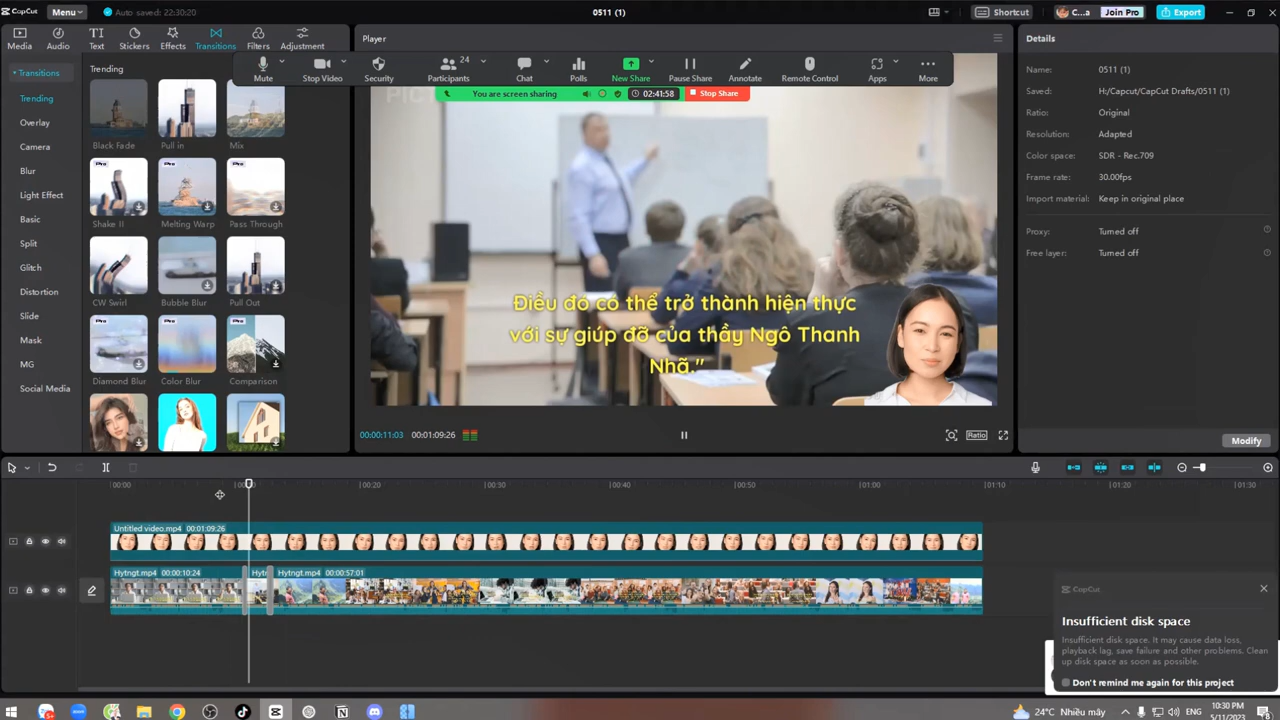 CapCut
Menu
Auto saved: 22:30:20
0511 (1)
Shortcut
C...a
Join Pro
Export
Media
Audio
Text
Stickers
Effects
Transitions
Filters
Adjustment
Player
Details
Mute
Stop Video
Security
Participants
24
Chat
Polls
New Share
Pause Share
Annotate
Remote Control
Apps
More
You are screen sharing
02:41:58
Stop Share
Transitions
Trending
Overlay
Camera
Blur
Light Effect
Basic
Split
Glitch
Distortion
Slide
Mask
MG
Social Media
Trending
Black Fade
Pull in
Mix
Pro
Pro
Pro
Shake II
Melting Warp
Pass Through
CW Swirl
Bubble Blur
Pull Out
Pro
Pro
Pro
Diamond Blur
Color Blur
Comparison
Điều đó có thể trở thành hiện thực
với sự giúp đỡ của thầy Ngô Thanh
Nhã."
00:00:11:03
00:01:09:26
Ratio
Name:
0511 (1)
Saved:
H:/Capcut/CapCut Drafts/0511 (1)
Ratio:
Original
Resolution:
Adapted
Color space:
SDR - Rec.709
Frame rate:
30.00fps
Import material:
Keep in original place
Proxy:
Turned off
Free layer:
Turned off
Modify
00:00
00:20
00:30
00:40
00:50
01:00
01:10
01:20
01:30
Untitled video.mp4 00:01:09:26
Hytngt.mp4 00:00:10:24
Hytn
Hytngt.mp4 00:00:57:01
CapCut
Insufficient disk space
Insufficient disk space. It may cause data loss,
playback lag, save failure and other problems. Clean
up disk space as soon as possible.
Don't remind me again for this project
24°C Nhiều mây
ENG
10:30 PM
5/11/2023